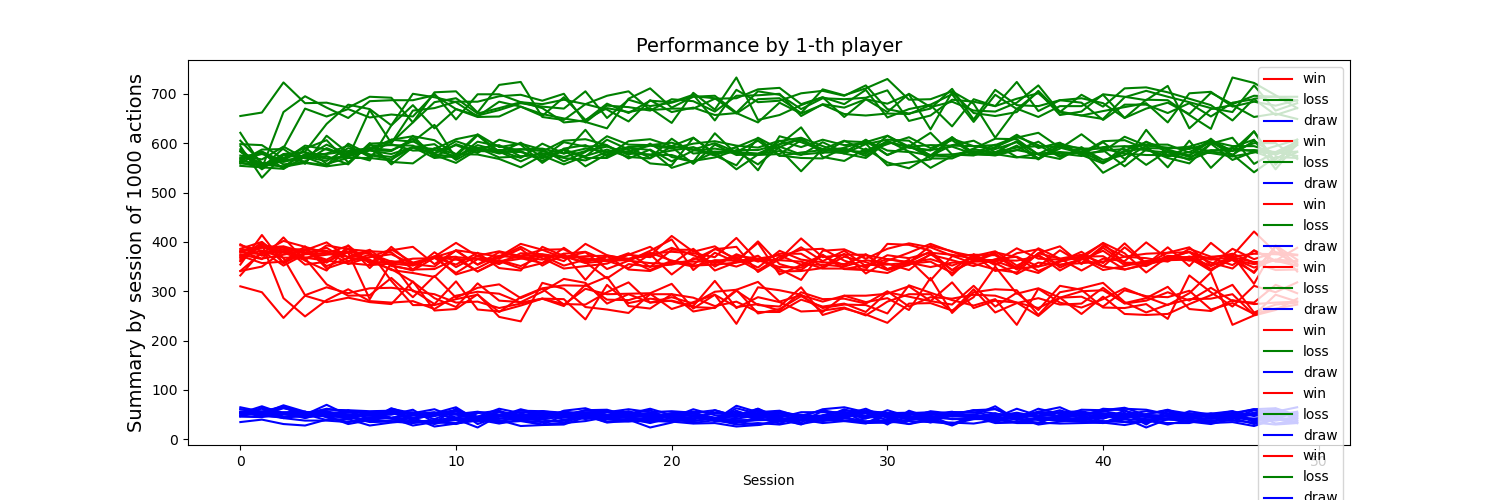 Performance by 1-th player
Summary by session of 1000 actions
700
600
500
400
300
200
100
0
0
10
20
30
40
50
Session
win
loss
draw
win
loss
draw
win
loss
draw
win
loss
draw
win
loss
draw
win
loss
draw
win
loss
draw